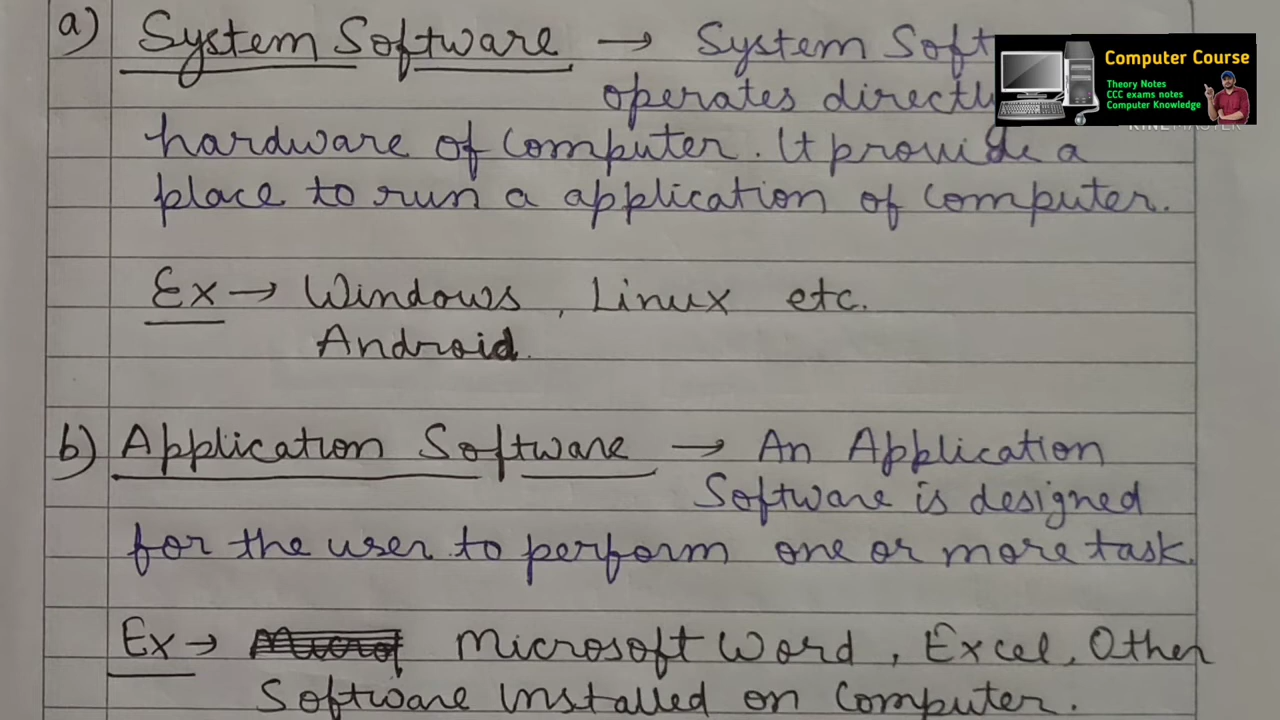 a) System Software → System Soft
operates directl
hardware of Computer. It provide a
place to run a application of Computer.
Ex → Windows, Linux etc.
Android.
b) Application Software → An Application
Software is designed
for the user to perform one or more task.
Ex → Microsoft Word, Excel, Other
Software Installed on Computer.
Computer Course
Theory Notes
CCC exams notes
Computer Knowledge